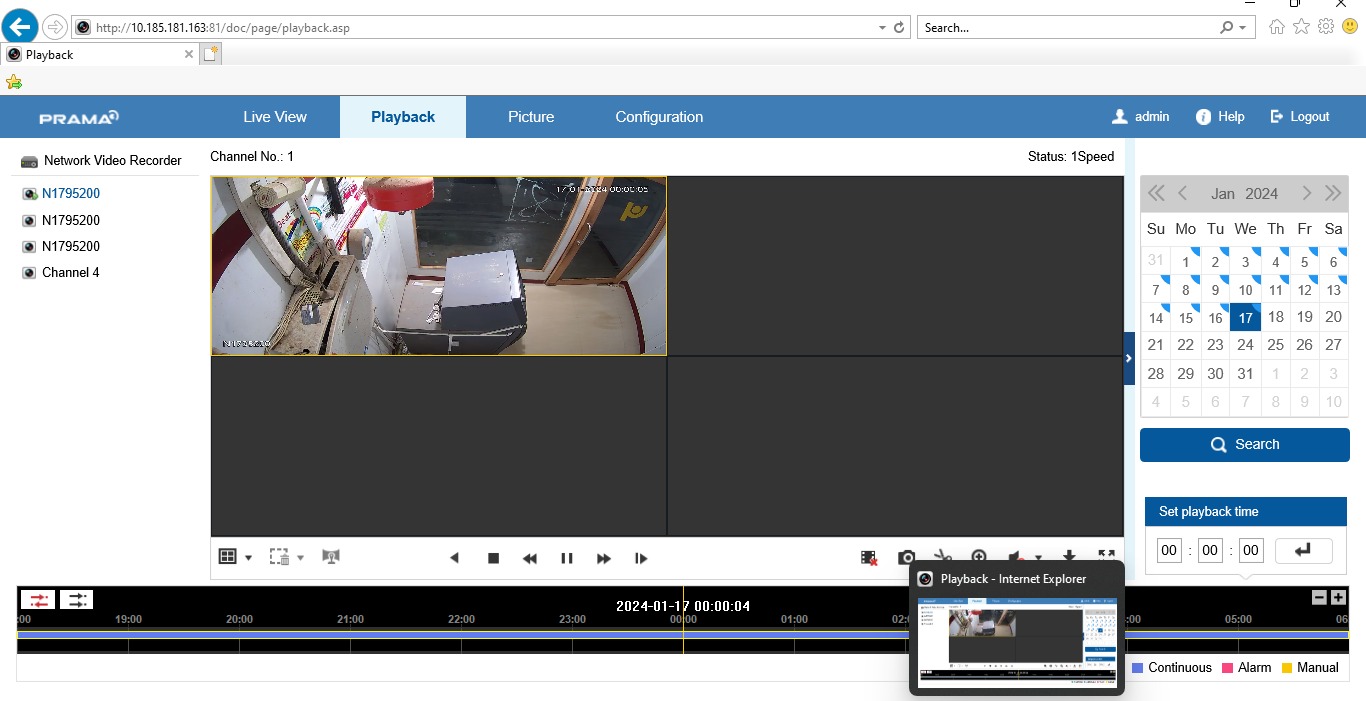 http://10.185.181.163:81/doc/page/playback.asp
Search...
Playback
PRAMA
Live View
Playback
Picture
Configuration
admin
Help
Logout
Network Video Recorder
Channel No.: 1
Status: 1Speed
N1795200
N1795200
N1795200
Channel 4
17-01-2024 00:00:05
N1795200
Jan 2024
Su Mo Tu We Th Fr Sa
31 1 2 3 4 5 6
7 8 9 10 11 12 13
14 15 16 17 18 19 20
21 22 23 24 25 26 27
28 29 30 31 1 2 3
4 5 6 7 8 9 10
Search
Set playback time
00 : 00 : 00
Playback - Internet Explorer
2024-01-17 00:00:04
:00 19:00 20:00 21:00 22:00 23:00 00:00 01:00 02: :00 05:00 06
Continuous Alarm Manual